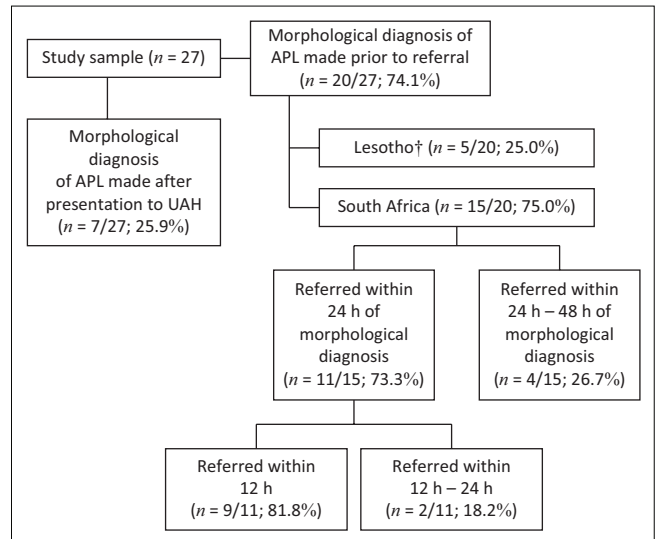 Study sample (n = 27)
Morphological diagnosis of
APL made prior to referral
(n = 20/27; 74.1%)
Morphological
diagnosis
of APL made after
presentation to UAH
(n = 7/27; 25.9%)
Lesotho† (n = 5/20; 25.0%)
South Africa (n = 15/20; 75.0%)
Referred within
24 h of
morphological
diagnosis
(n = 11/15; 73.3%)
Referred within
24 h – 48 h of
morphological
diagnosis
(n = 4/15; 26.7%)
Referred within
12 h
(n = 9/11; 81.8%)
Referred within
12 h – 24 h
(n = 2/11; 18.2%)